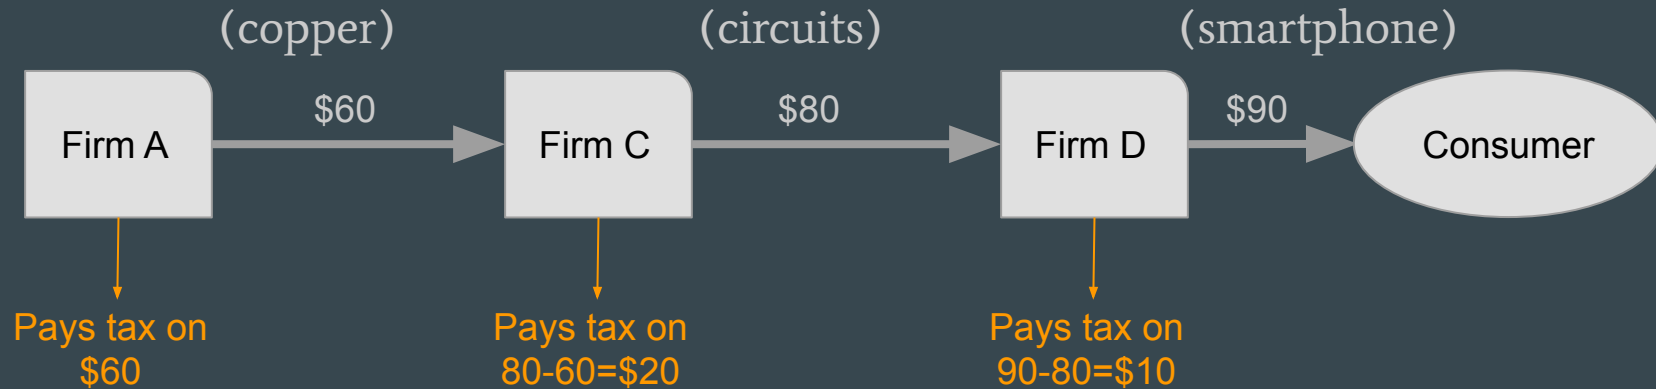 (copper)
(circuits)
(smartphone)
$60
$80
$90
Firm A
Firm C
Firm D
Consumer
Pays tax on
$60
Pays tax on
80-60=$20
Pays tax on
90-80=$10